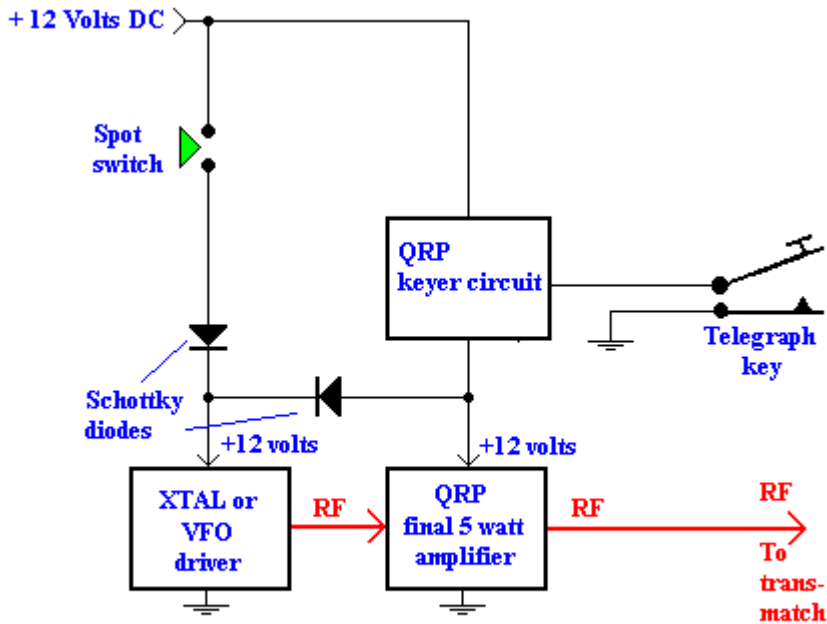 + 12 Volts DC
Spot
switch
QRP
keyer circuit
Telegraph
key
Schottky
diodes
+12 volts
+12 volts
XTAL or
VFO
driver
RF
QRP
final 5 watt
amplifier
RF
RF
To
trans-
match